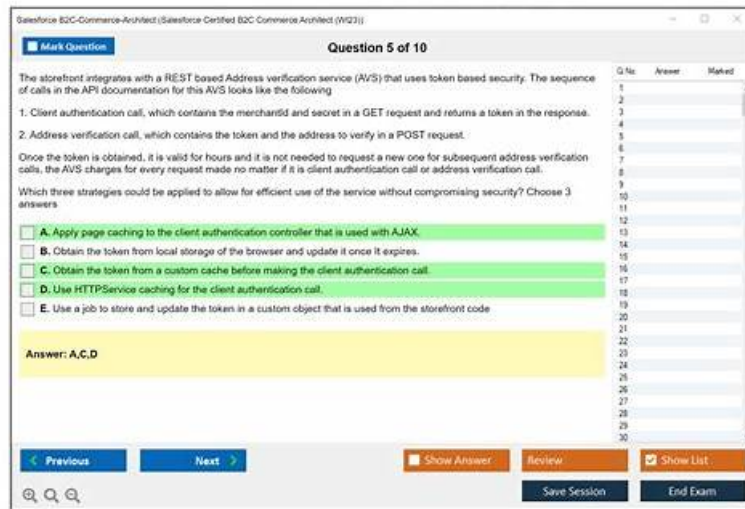 Salesforce B2C-Commerce-Architect (Salesforce Certified B2C Commerce Architect (WI23))
Mark Question
Question 5 of 10
The storefront integrates with a REST based Address verification service (AVS) that uses token based security. The sequence
of calls in the API documentation for this AVS looks like the following
1. Client authentication call, which contains the merchantId and secret in a GET request and returns a token in the response.
2. Address verification call, which contains the token and the address to verify in a POST request.
Once the token is obtained, it is valid for hours and it is not needed to request a new one for subsequent address verification
calls, the AVS charges for every request made no matter if it is client authentication call or address verification call.
Which three strategies could be applied to allow for efficient use of the service without compromising security? Choose 3
answers
A. Apply page caching to the client authentication controller that is used with AJAX.
B. Obtain the token from local storage of the browser and update it once It expires.
C. Obtain the token from a custom cache before making the client authentication call.
D. Use HTTPService caching for the client authentication call.
E. Use a job to store and update the token in a custom object that is used from the storefront code
Answer: A,C,D
Q No Answer Marked
1
2
3
4
5
6
7
8
9
10
11
12
13
14
15
16
17
18
19
20
21
22
23
24
25
26
27
28
29
30
Previous
Next
Show Answer
Review
Show List
Save Session
End Exam